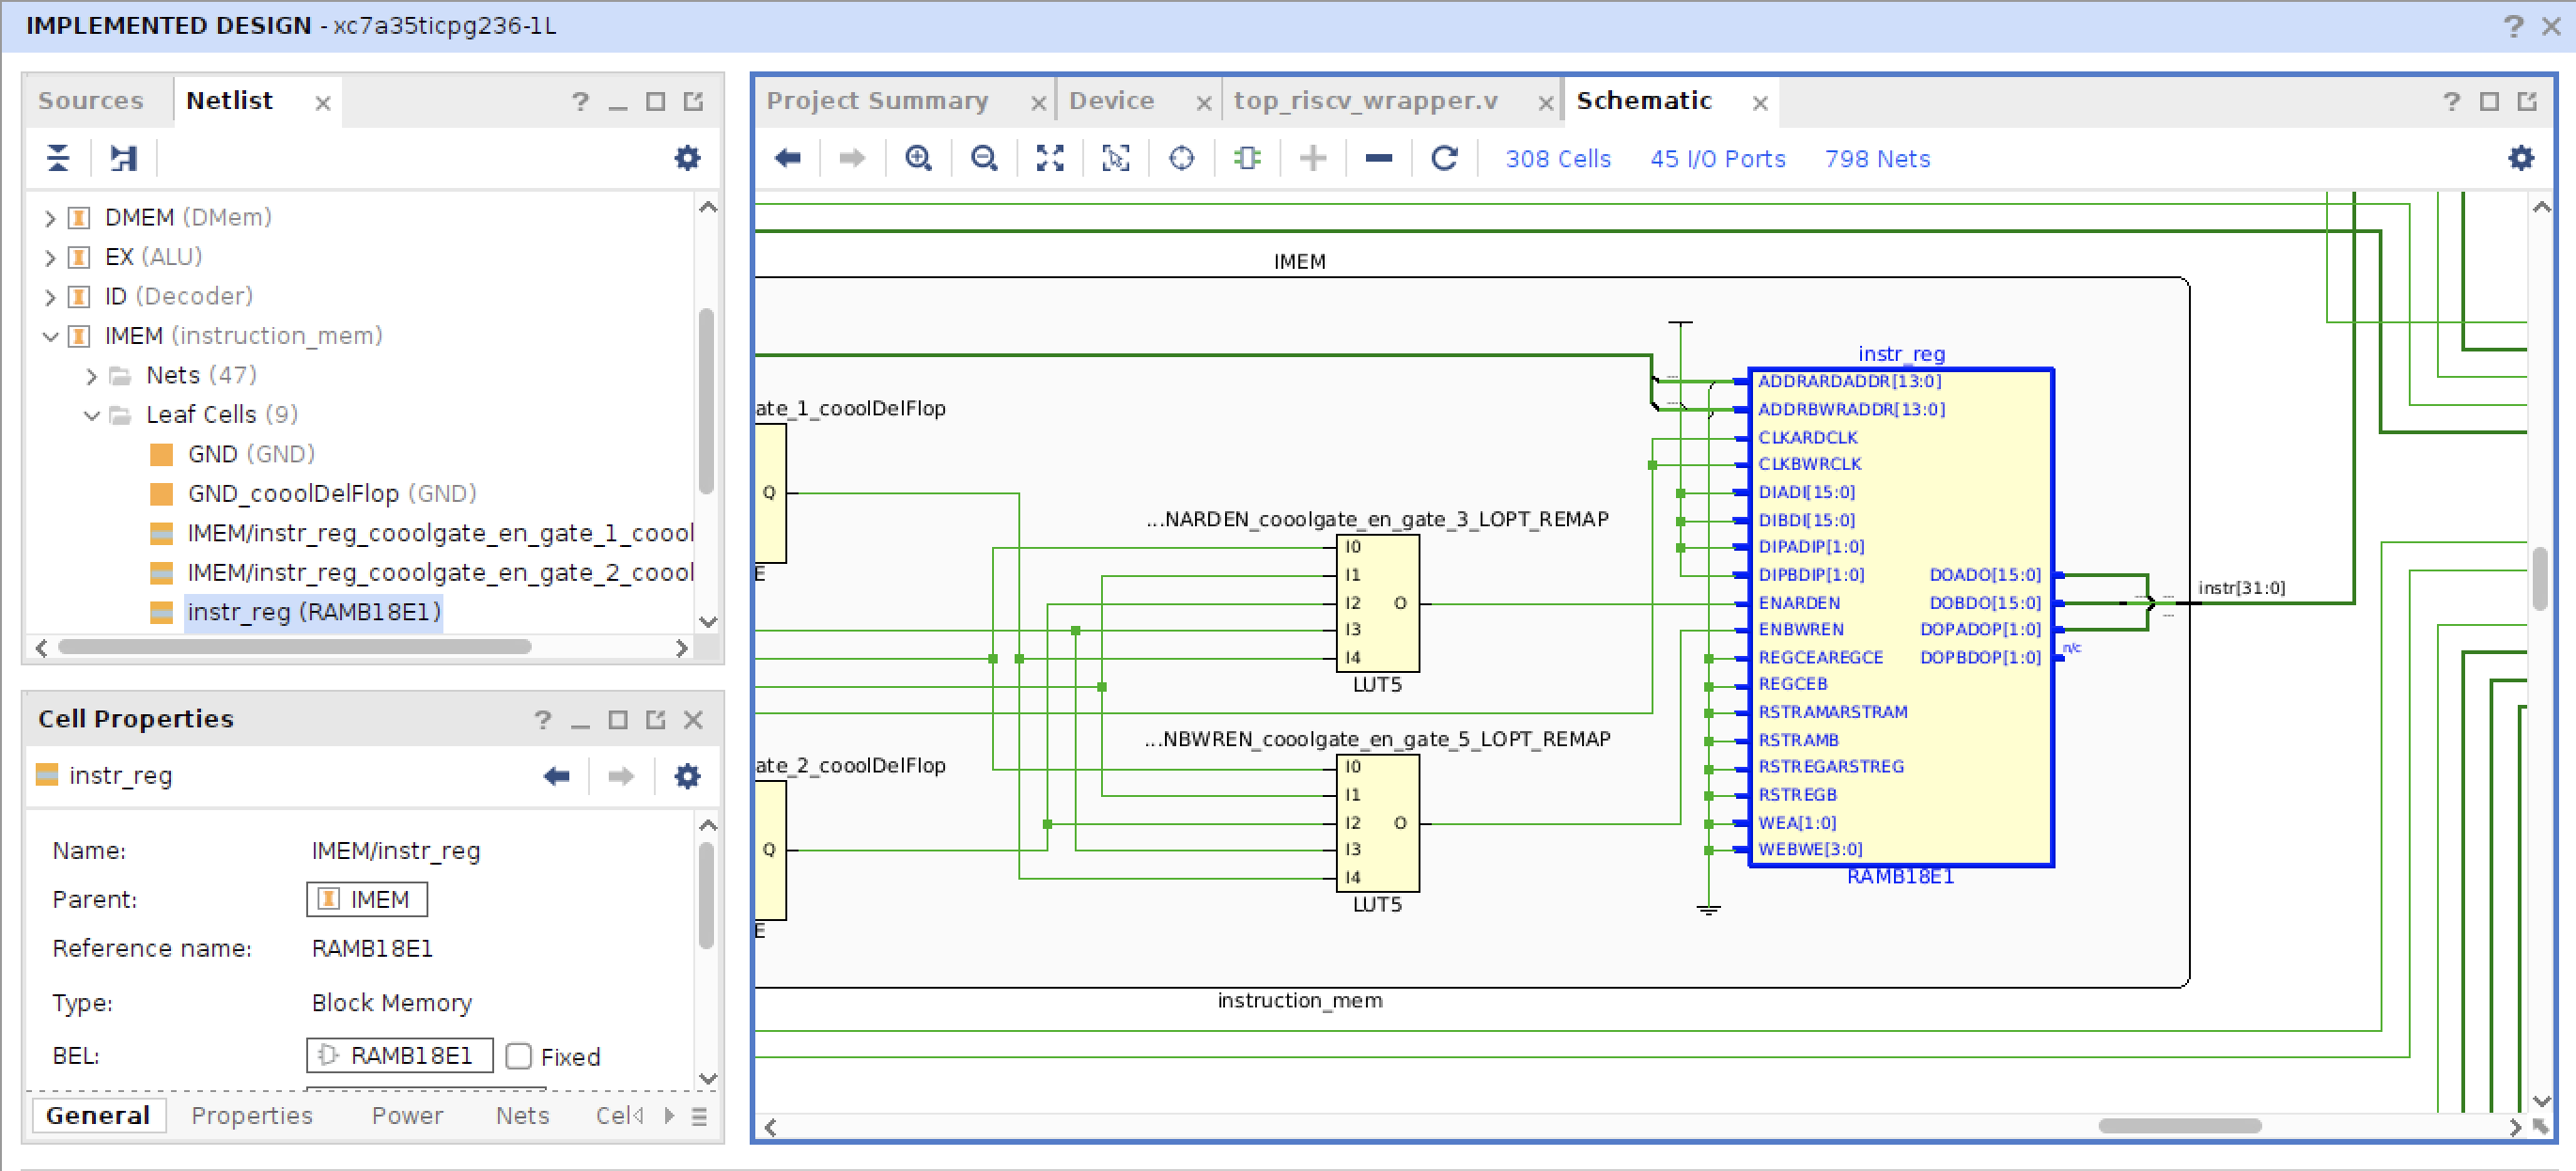 IMPLEMENTED DESIGN - xc7a35ticpg236-1L
Sources Netlist
DMEM (DMem)
EX (ALU)
ID (Decoder)
IMEM (instruction_mem)
Nets (47)
Leaf Cells (9)
GND (GND)
GND_cooolDelFlop (GND)
IMEM/instr_reg_cooolgate_en_gate_1_coool
IMEM/instr_reg_cooolgate_en_gate_2_coool
instr_reg (RAMB18E1)
Cell Properties
instr_reg
Name: IMEM/instr_reg
Parent: IMEM
Reference name: RAMB18E1
Type: Block Memory
BEL: RAMB18E1 Fixed
General Properties Power Nets Cel
Project Summary Device top_riscv_wrapper.v Schematic
308 Cells 45 I/O Ports 798 Nets
IMEM
ate_1_cooolDelFlop
Q
E
ate_2_cooolDelFlop
Q
E
...NARDEN_cooolgate_en_gate_3_LOPT_REMAP
I0
I1
I2 O
I3
I4
LUT5
...NBWREN_cooolgate_en_gate_5_LOPT_REMAP
I0
I1
I2 O
I3
I4
LUT5
instr_reg
ADDRARDADDR[13:0]
ADDRBWRADDR[13:0]
CLKARDCLK
CLKBWRCLK
DIADI[15:0]
DIBDI[15:0]
DIPADIP[1:0]
DIPBDIP[1:0] DOADO[15:0]
ENARDEN DOBDO[15:0]
ENBWREN DOPADOP[1:0]
REGCEAREGCE DOPBDOP[1:0] n/c
REGCEB
RSTRAMARSTRAM
RSTRAMB
RSTREGARSTREG
RSTREGB
WEA[1:0]
WEBWE[3:0]
RAMB18E1
instr[31:0]
instruction_mem